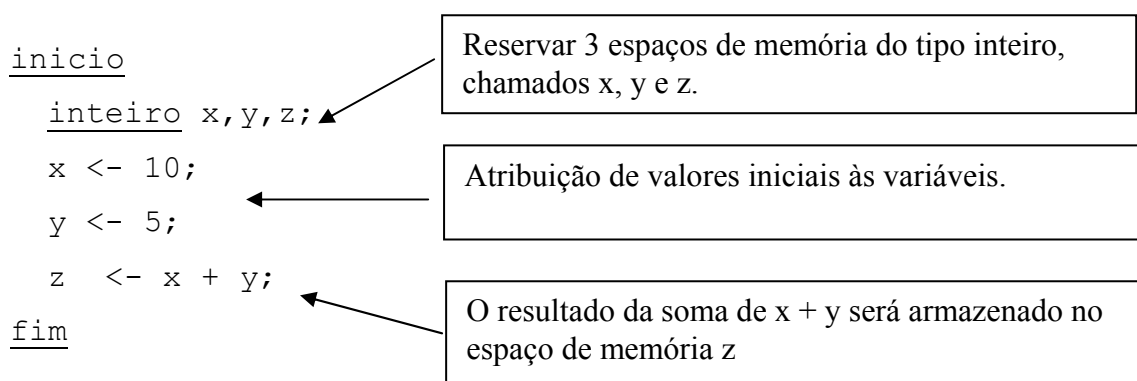 inicio
inteiro x,y,z;
x <- 10;
y <- 5;
z <- x + y;
fim
Reservar 3 espaços de memória do tipo inteiro,
chamados x, y e z.
Atribuição de valores iniciais às variáveis.
O resultado da soma de x + y será armazenado no
espaço de memória z